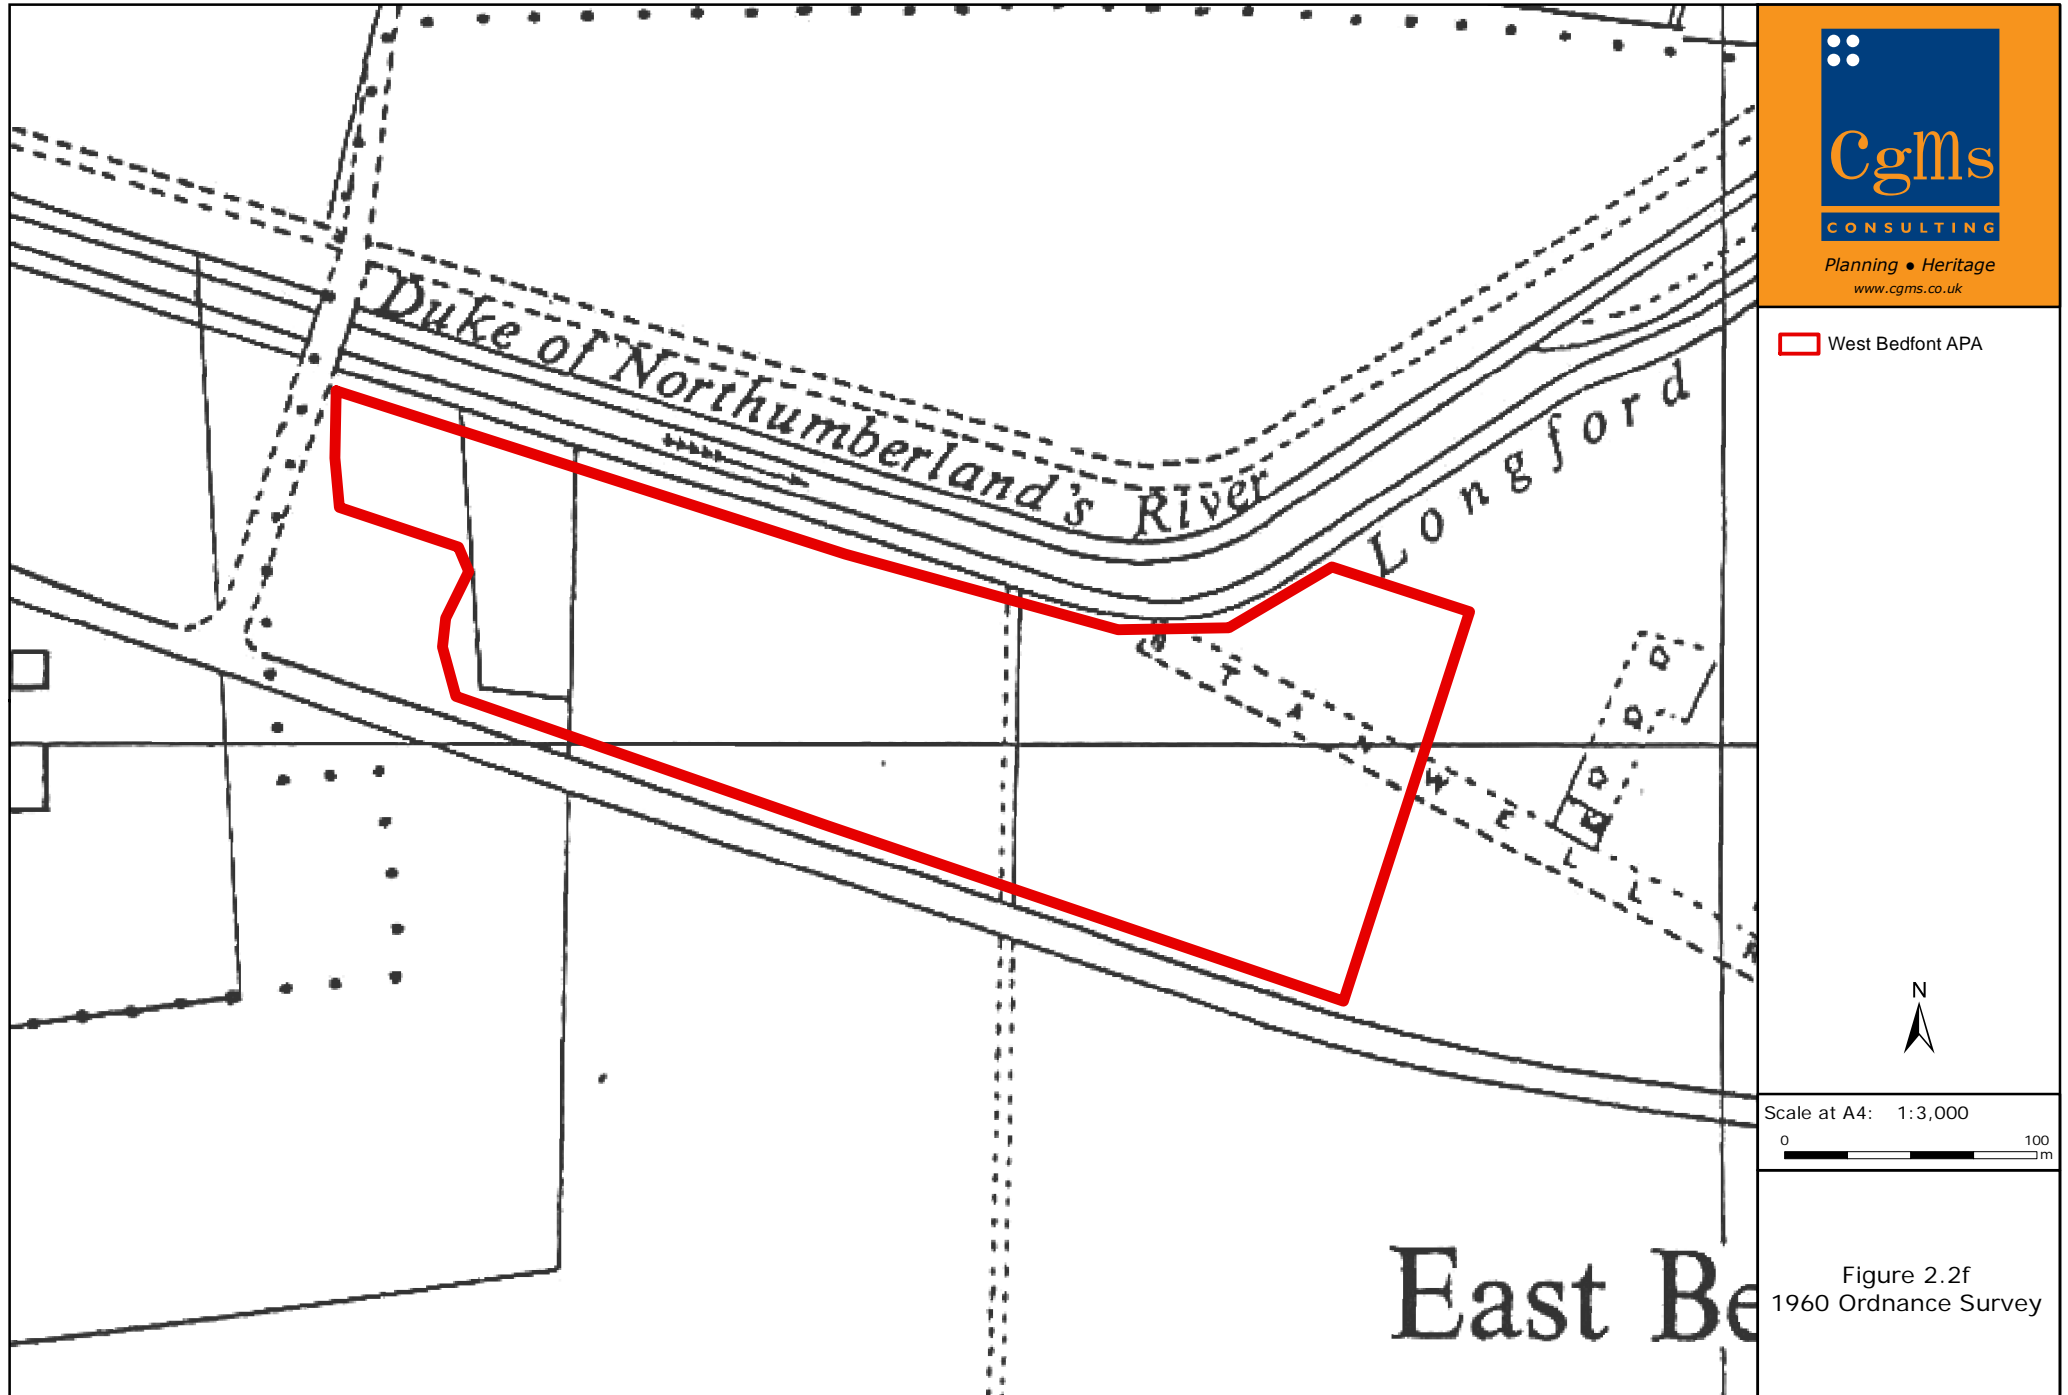 Duke of Northumberland's River
Longford
STANWELL R
East Be
CgMs
CONSULTING
Planning • Heritage
www.cgms.co.uk
West Bedfont APA
N
Scale at A4: 1:3,000
0 100
m
Figure 2.2f
1960 Ordnance Survey